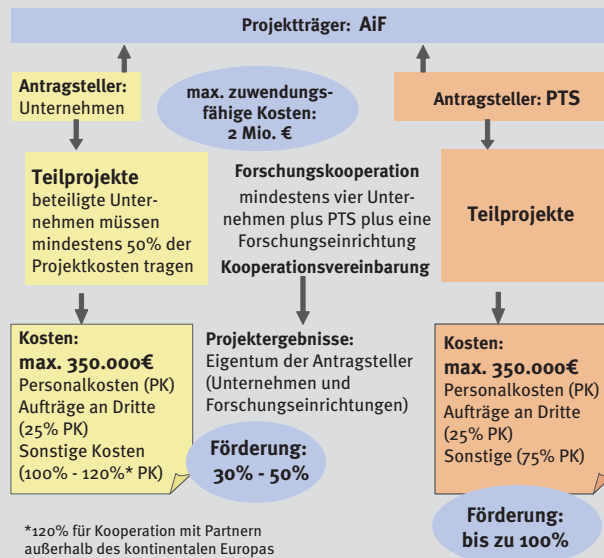 Projektträger: AiF
Antragsteller:
Unternehmen
max. zuwendungs-
fähige Kosten:
2 Mio. €
Antragsteller: PTS
Teilprojekte
beteiligte Unter-
nehmen müssen
mindestens 50% der
Projektkosten tragen
Forschungskooperation
mindestens vier Unter-
nehmen plus PTS plus eine
Forschungseinrichtung
Kooperationsvereinbarung
Teilprojekte
Kosten:
max. 350.000€
Personalkosten (PK)
Aufträge an Dritte
(25% PK)
Sonstige Kosten
(100% - 120%* PK)
Projektergebnisse:
Eigentum der Antragsteller
(Unternehmen und
Forschungseinrichtungen)
Förderung:
30% - 50%
Kosten:
max. 350.000€
Personalkosten (PK)
Aufträge an Dritte
(25% PK)
Sonstige (75% PK)
Förderung:
bis zu 100%
*120% für Kooperation mit Partnern
außerhalb des kontinentalen Europas